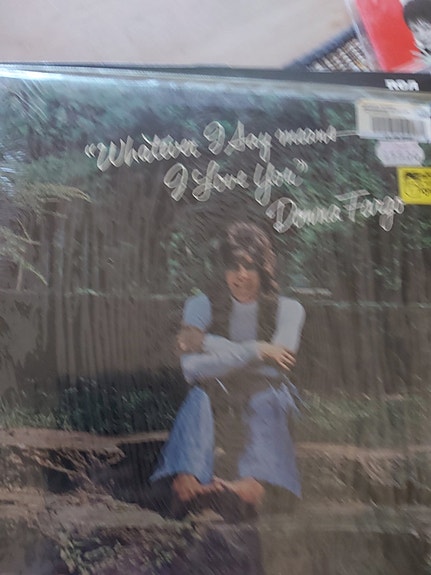 RCA
"Whatever I Say means
I Love You"
Donna Fargo